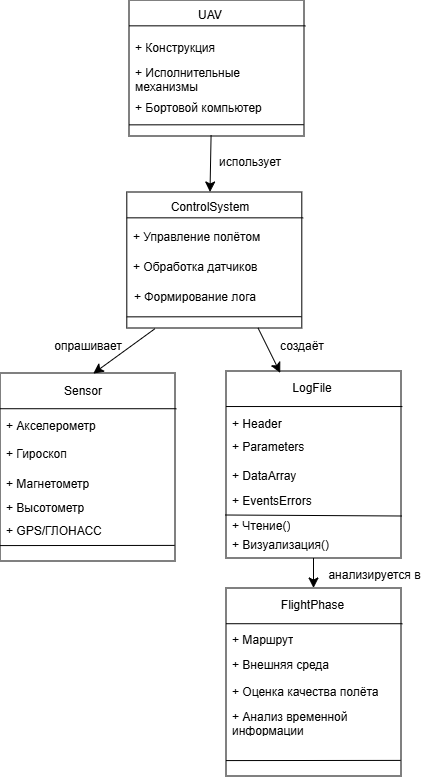 UAV
+ Конструкция
+ Исполнительные
механизмы
+ Бортовой компьютер
использует
ControlSystem
+ Управление полётом
+ Обработка датчиков
+ Формирование лога
опрашивает
создаёт
Sensor
+ Акселерометр
+ Гироскоп
+ Магнетометр
+ Высотометр
+ GPS/ГЛОНАСС
LogFile
+ Header
+ Parameters
+ DataArray
+ EventsErrors
+ Чтение()
+ Визуализация()
анализируется в
FlightPhase
+ Маршрут
+ Внешняя среда
+ Оценка качества полёта
+ Анализ временной
информации